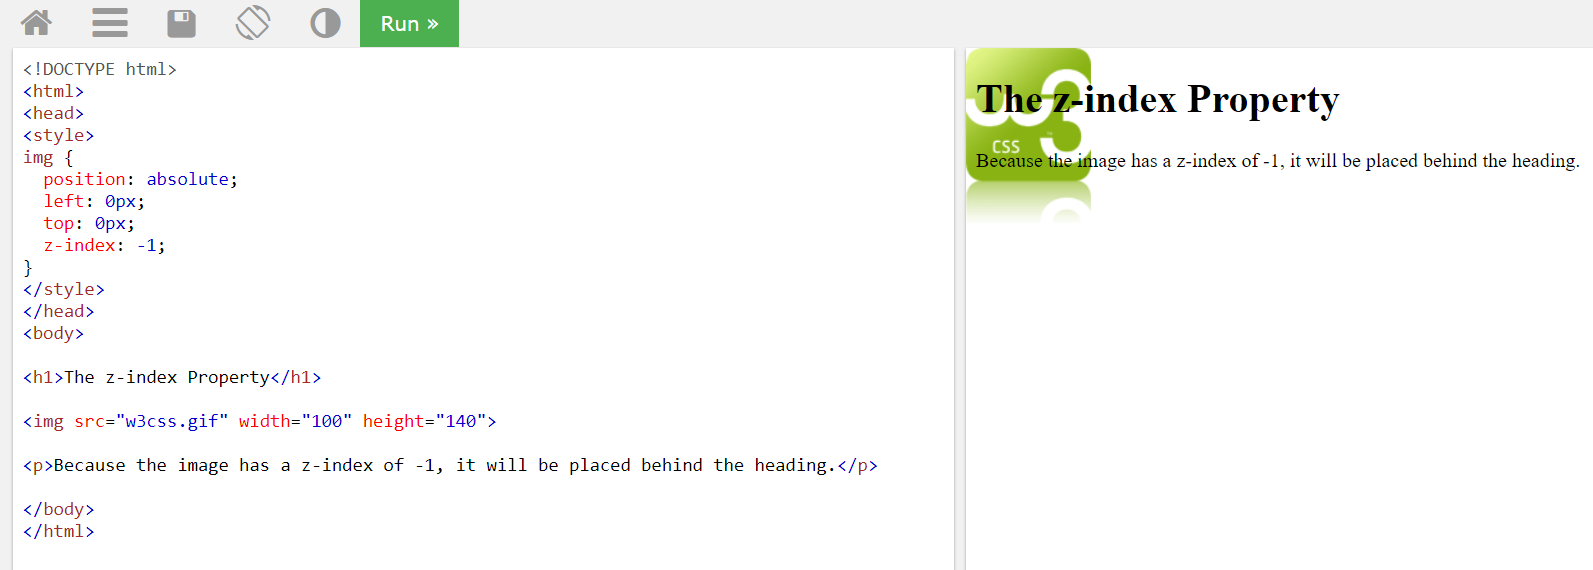 Run »
<!DOCTYPE html>
<html>
<head>
<style>
img {
  position: absolute;
  left: 0px;
  top: 0px;
  z-index: -1;
}
</style>
</head>
<body>

<h1>The z-index Property</h1>

<img src="w3css.gif" width="100" height="140">

<p>Because the image has a z-index of -1, it will be placed behind the heading.</p>

</body>
</html>
The z-index Property
W3
CSS
Because the image has a z-index of -1, it will be placed behind the heading.